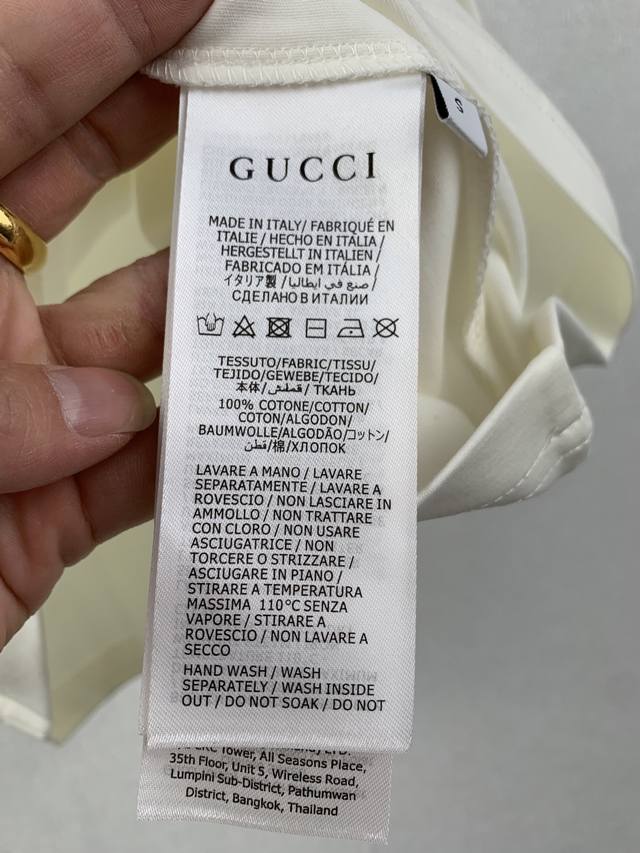 S
GUCCI
MADE IN ITALY/ FABRIQUÉ EN
ITALIE / HECHO EN ITALIA /
HERGESTELLT IN ITALIEN /
FABRICADO EM ITÁLIA /
イタリア製 / صنع في ايطاليا /
СДЕЛАНО В ИТАЛИИ
TESSUTO/FABRIC/TISSU/
TEJIDO/GEWEBE/TECIDO/
本体/ قماش/ ТКАНЬ
100% COTONE/COTTON/
COTON/ALGODON/
BAUMWOLLE/ALGODÃO/コットン/
قطن/棉/ХЛОПОК
LAVARE A MANO / LAVARE
SEPARATAMENTE / LAVARE A
ROVESCIO / NON LASCIARE IN
AMMOLLO / NON TRATTARE
CON CLORO / NON USARE
ASCIUGATRICE / NON
TORCERE O STRIZZARE /
ASCIUGARE IN PIANO /
STIRARE A TEMPERATURA
MASSIMA 110°C SENZA
VAPORE / STIRARE A
ROVESCIO / NON LAVARE A
SECCO
HAND WASH / WASH
SEPARATELY / WASH INSIDE
OUT / DO NOT SOAK / DO NOT
Tower, All Seasons Place,
35th Floor, Unit 5, Wireless Road,
Lumpini Sub-District, Pathumwan
District, Bangkok, Thailand